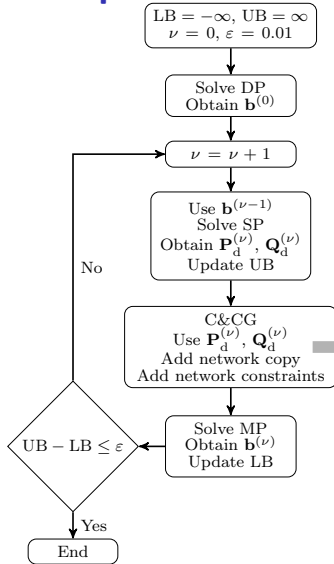 LB = −∞, UB = ∞
ν = 0, ε = 0.01
Solve DP
Obtain b^(0)
ν = ν + 1
Use b^(ν−1)
Solve SP
Obtain P_d^(ν), Q_d^(ν)
Update UB
No
C&CG
Use P_d^(ν), Q_d^(ν)
Add network copy
Add network constraints
Solve MP
Obtain b^(ν)
Update LB
UB − LB ≤ ε
Yes
End